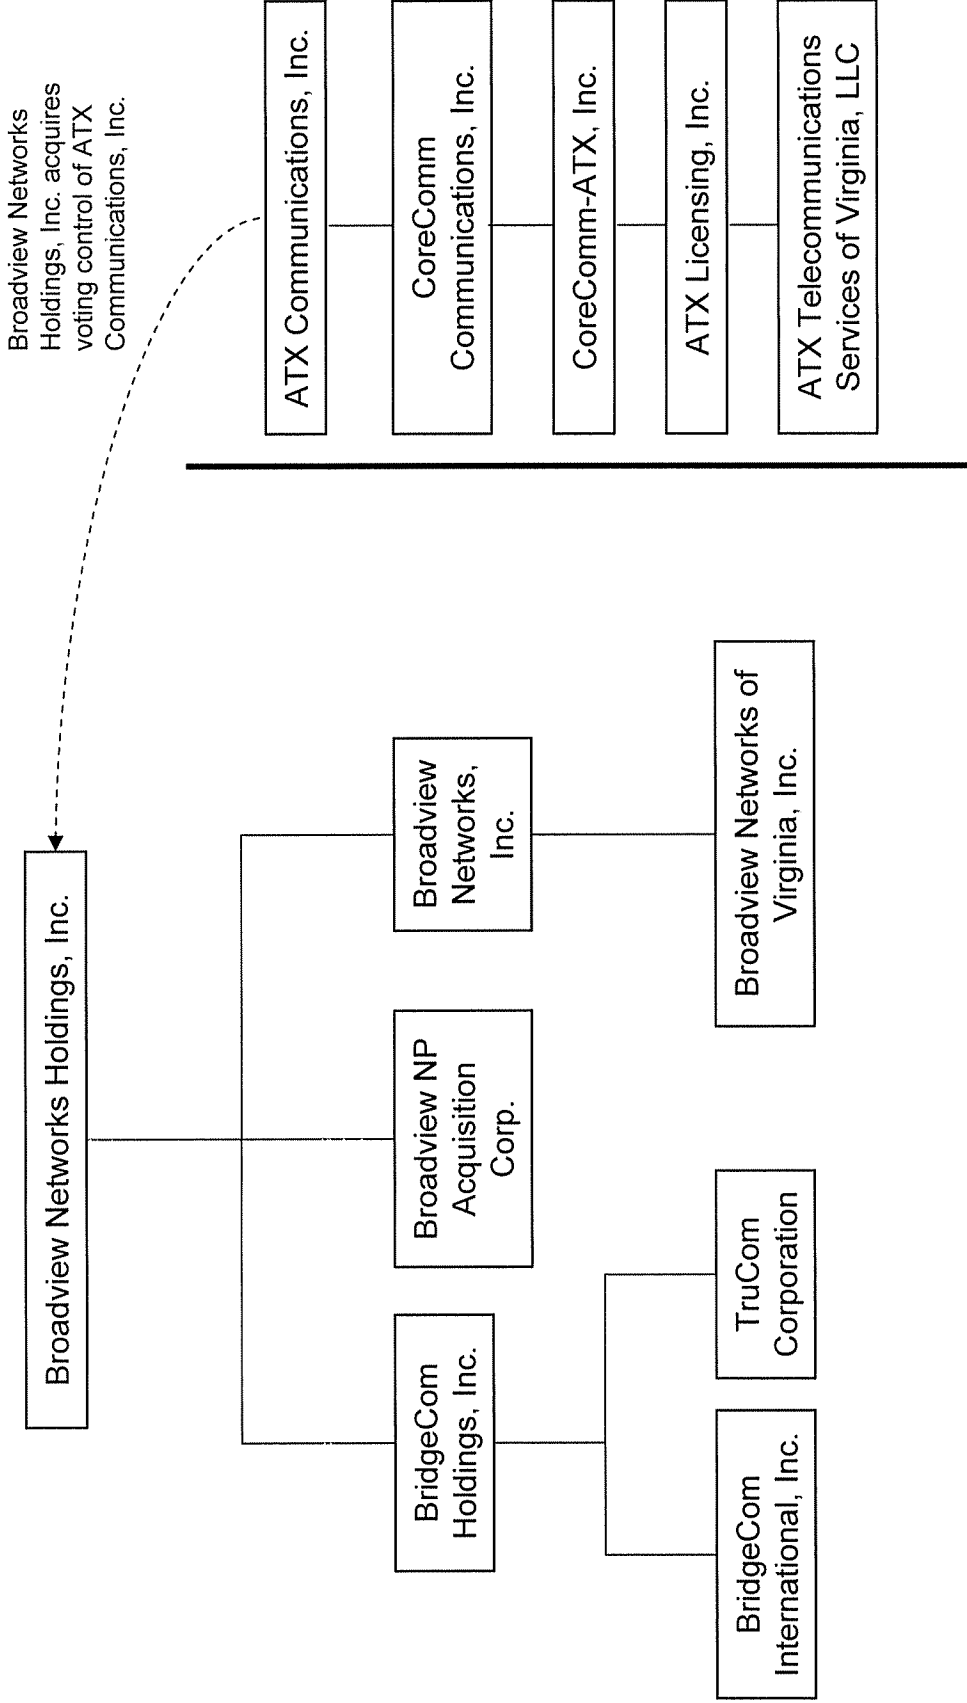 Broadview Networks
Holdings, Inc. acquires
voting control of ATX
Communications, Inc.
Broadview Networks Holdings, Inc.
BridgeCom
Holdings, Inc.
Broadview NP
Acquisition
Corp.
Broadview
Networks,
Inc.
BridgeCom
International, Inc.
TruCom
Corporation
Broadview Networks of
Virginia, Inc.
ATX Communications, Inc.
CoreComm
Communications, Inc.
CoreComm-ATX, Inc.
ATX Licensing, Inc.
ATX Telecommunications
Services of Virginia, LLC